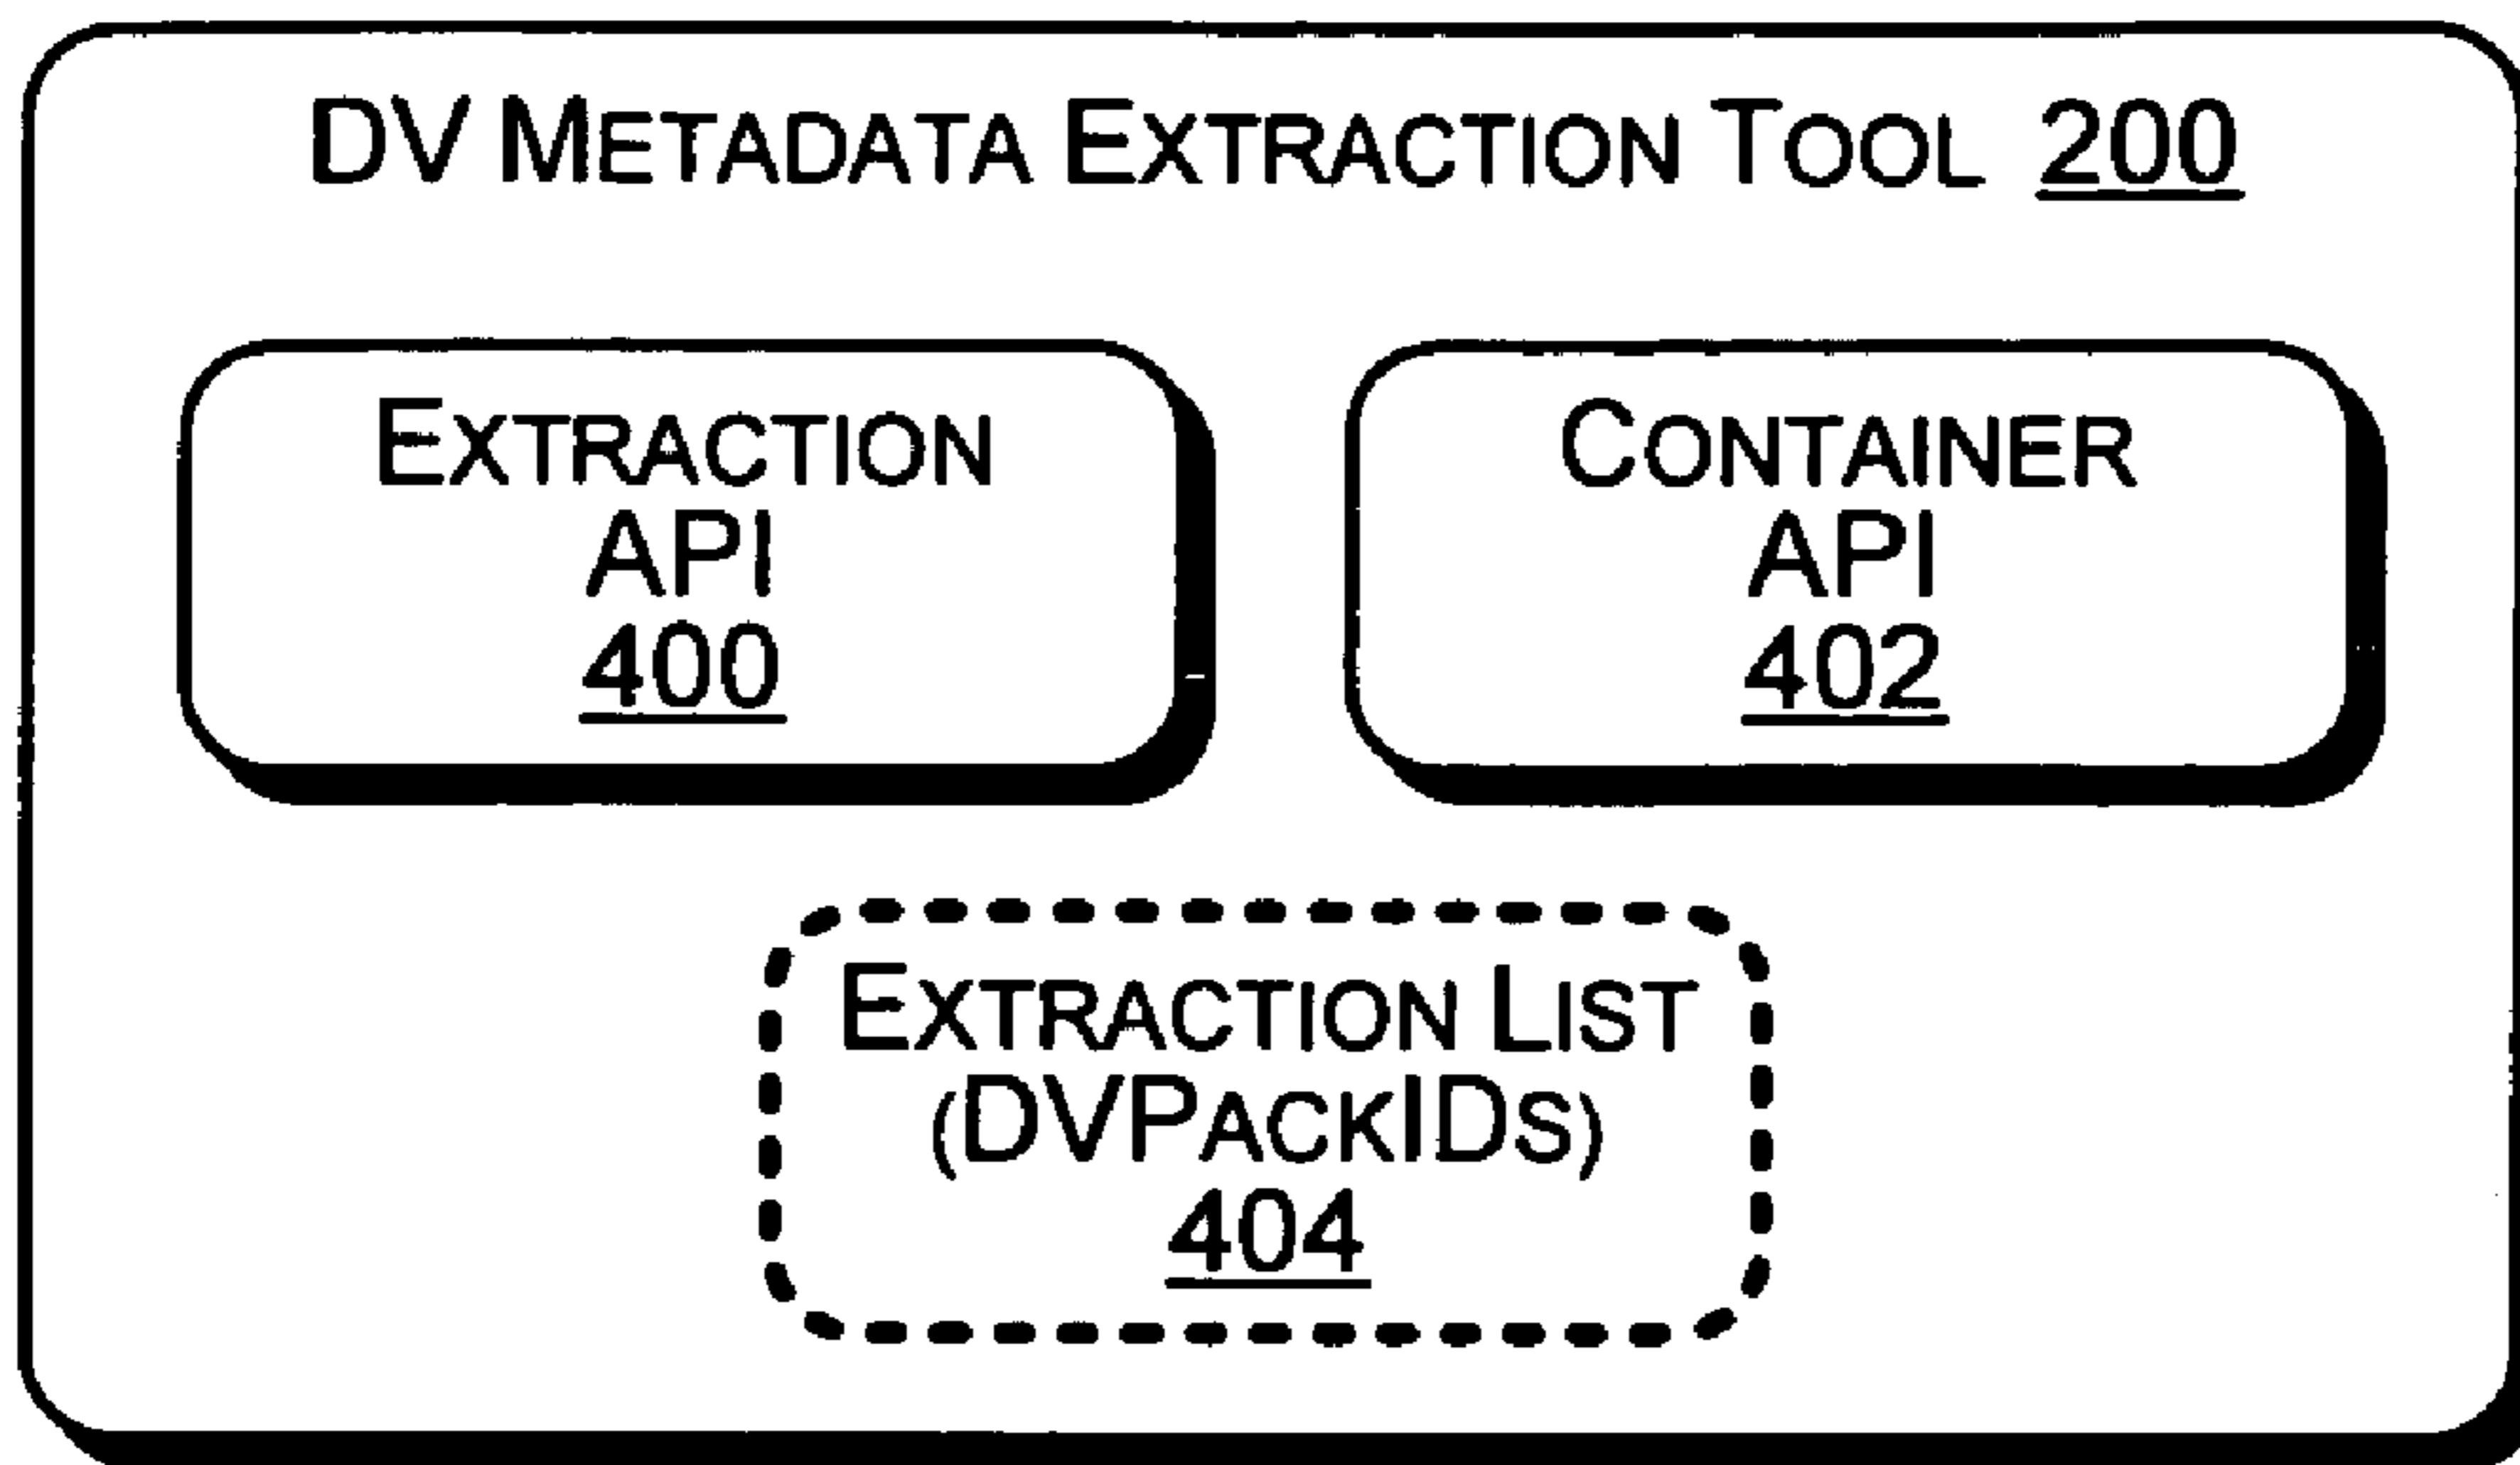 DV METADATA EXTRACTION TOOL 200
EXTRACTION
API
400
CONTAINER
API
402
EXTRACTION LIST
(DVPACKIDS)
404